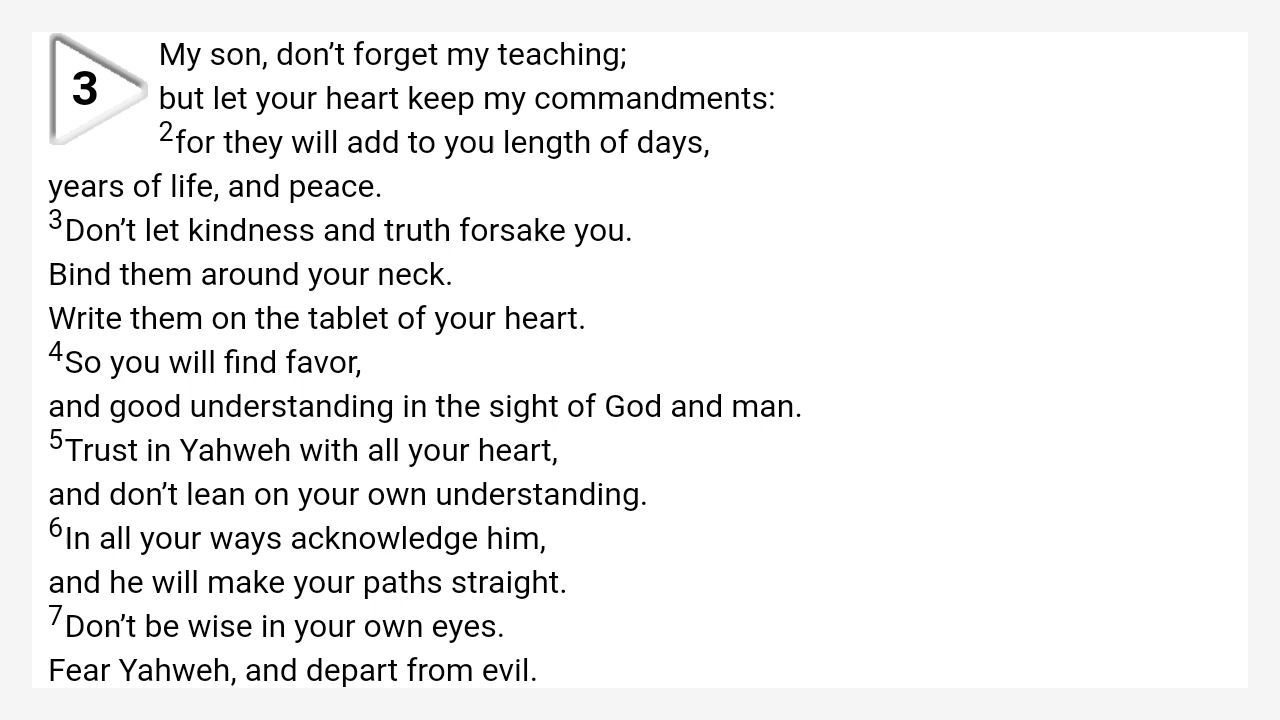 3
My son, don’t forget my teaching;
but let your heart keep my commandments:
2for they will add to you length of days,
years of life, and peace.
3Don’t let kindness and truth forsake you.
Bind them around your neck.
Write them on the tablet of your heart.
4So you will find favor,
and good understanding in the sight of God and man.
5Trust in Yahweh with all your heart,
and don’t lean on your own understanding.
6In all your ways acknowledge him,
and he will make your paths straight.
7Don’t be wise in your own eyes.
Fear Yahweh, and depart from evil.